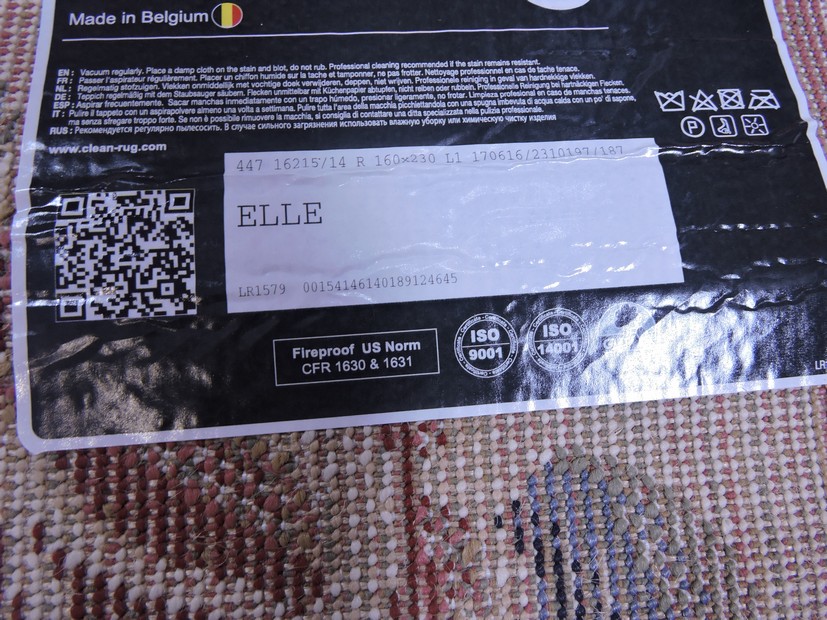 Made in Belgium
EN: Vacuum regularly. Place a damp cloth on the stain and blot, do not rub. Professional cleaning recommended if the stain remains resistant.
FR: Passer l'aspirateur régulièrement. Placer un chiffon humide sur la tache et tamponner, ne pas frotter. Nettoyage professionnel en cas de tache tenace.
NL: Regelmatig stofzuigen. Vlekken onmiddellijk met vochtige doek verwijderen, deppen, niet wrijven. Professionele reiniging in geval van hardnekkige vlekken.
DE: Teppich regelmäßig mit dem Staubsauger säubern. Flecken unmittelbar mit Küchenpapier abtupfen, nicht reiben oder rubbeln. Professionele Reinigung bei hartnäckigen Flecken.
ESP: Aspirar frecuentemente. Sacar manchas inmediatamente con un trapo húmedo, presionar ligeramente, no frotar. Limpieza profesional en caso de manchas tenaces.
IT: Pulire il tappeto con un aspirapolvere almeno una volta a settimana. Pulire l'area della macchia picchiettandola con una spugna imbevuta di acqua calda con un po' di sapone,
ma senza sfregare troppo forte. Se non è possibile rimuovere la macchia, si consiglia di contattare una ditta specializzata nella pulizia professionale.
RUS: Рекомендуется регулярно пылесосить. В случае сильного загрязнения использовать влажную уборку или химическую чистку изделия
P
www.clean-rug.com
447 16215/14 R 160x230 L1 170616/2310197/187
ELLE
LR1579 00154146140189124645
Fireproof US Norm
CFR 1630 & 1631
ISO
9001
ISO
14001